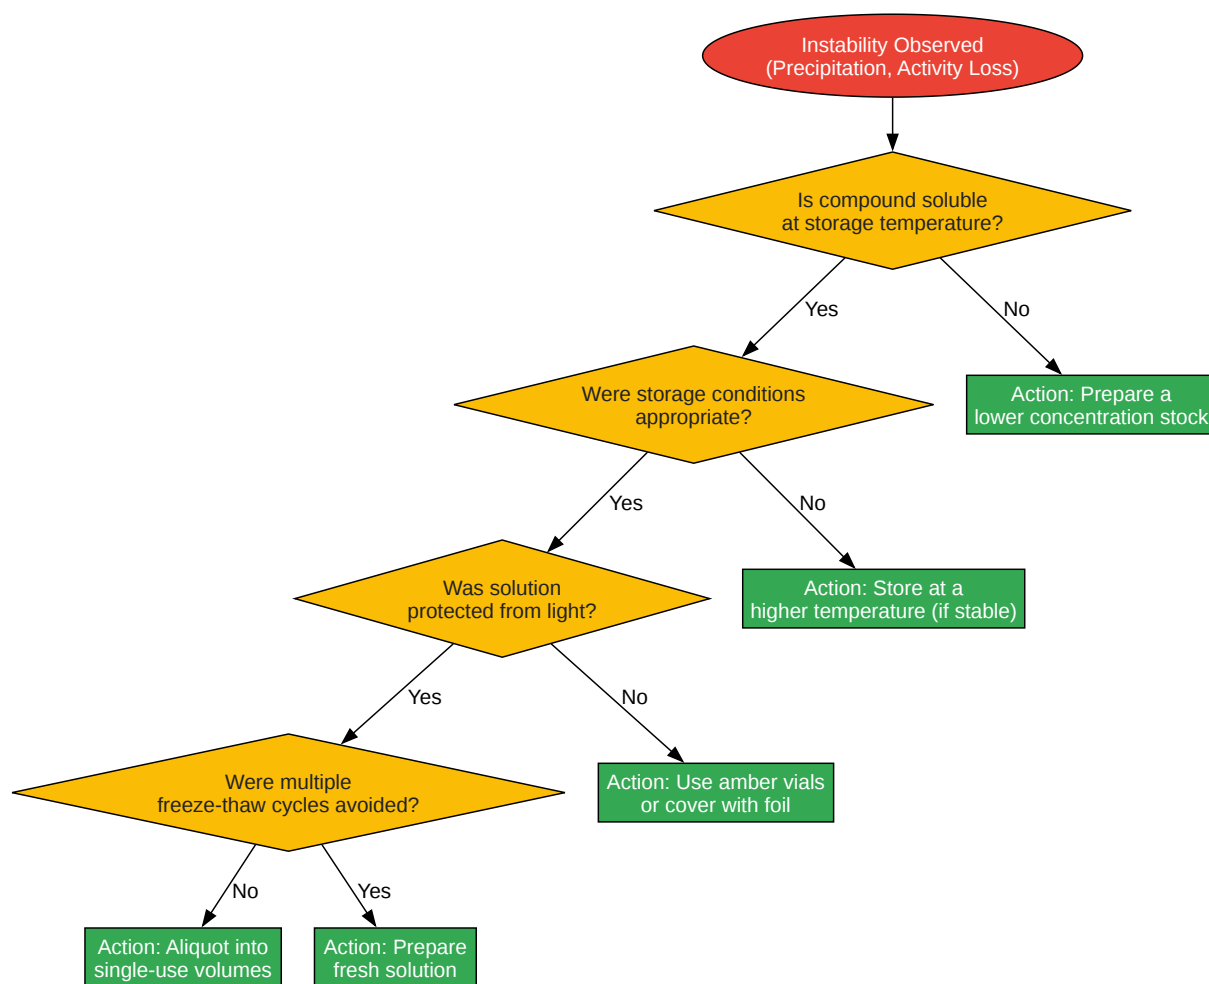 Instability Observed
(Precipitation, Activity Loss)
Is compound soluble
at storage temperature?
Yes
No
Were storage conditions
appropriate?
Action: Prepare a
lower concentration stock
Yes
No
Was solution
protected from light?
Action: Store at a
higher temperature (if stable)
Yes
No
Were multiple
freeze-thaw cycles avoided?
Action: Use amber vials
or cover with foil
No
Yes
Action: Aliquot into
single-use volumes
Action: Prepare
fresh solution